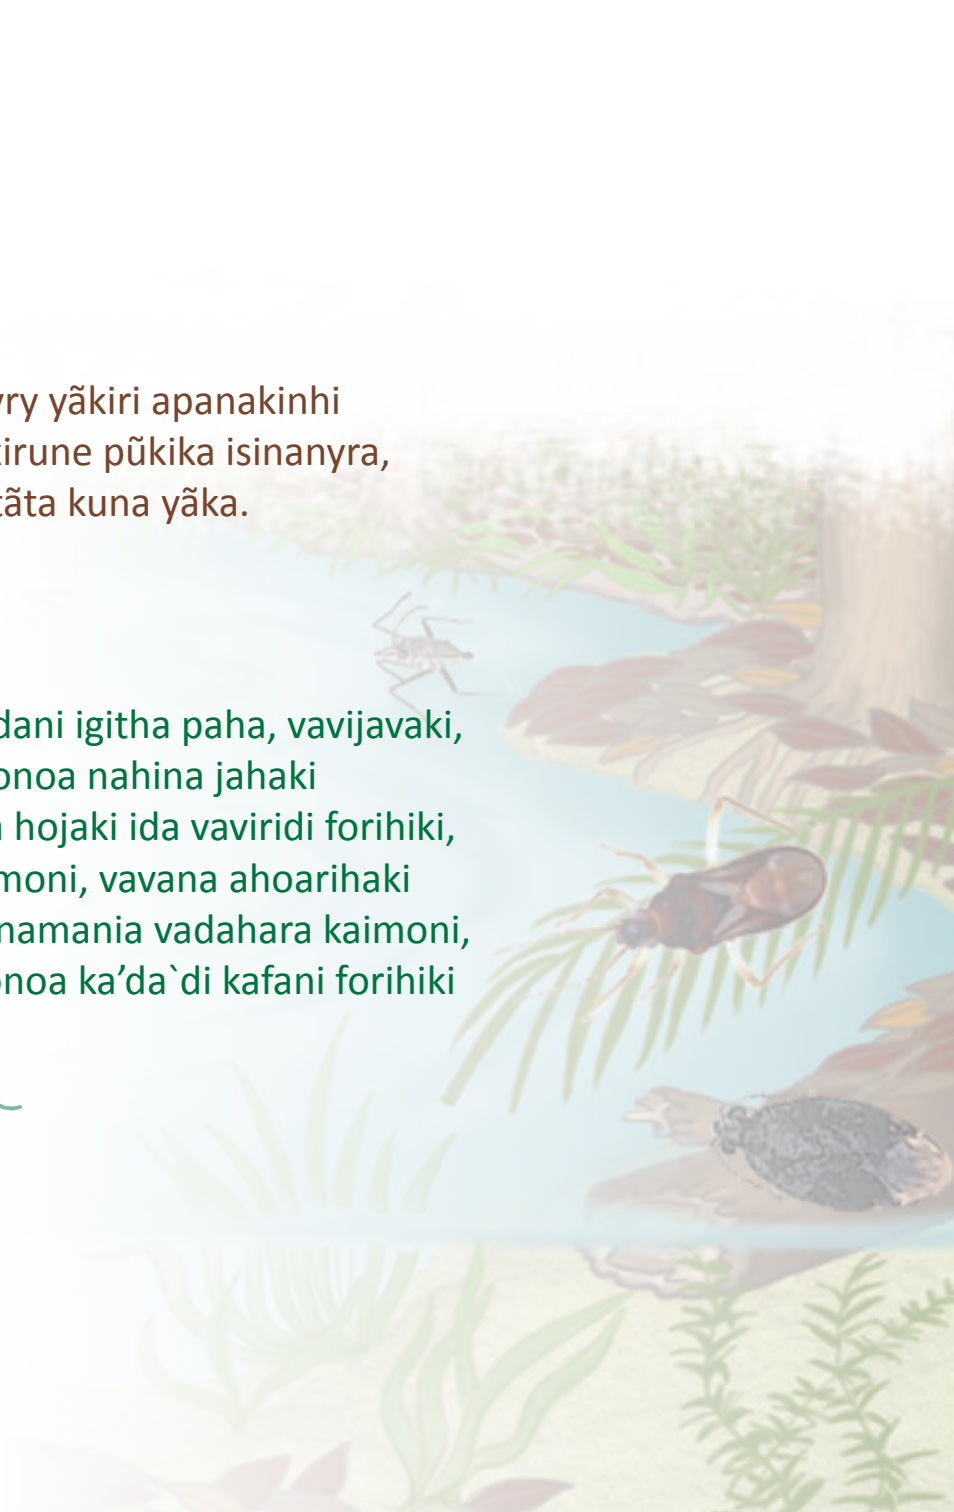 yãkiri apanakinhi
pũkika isinanyra,
kuna yãka.
igitha paha, vavijavaki,
nahina jahaki
hojaki ida vaviridi forihiki,
vavana ahoarihaki
vadahara kaimoni,
ka’da`di kafani forihiki